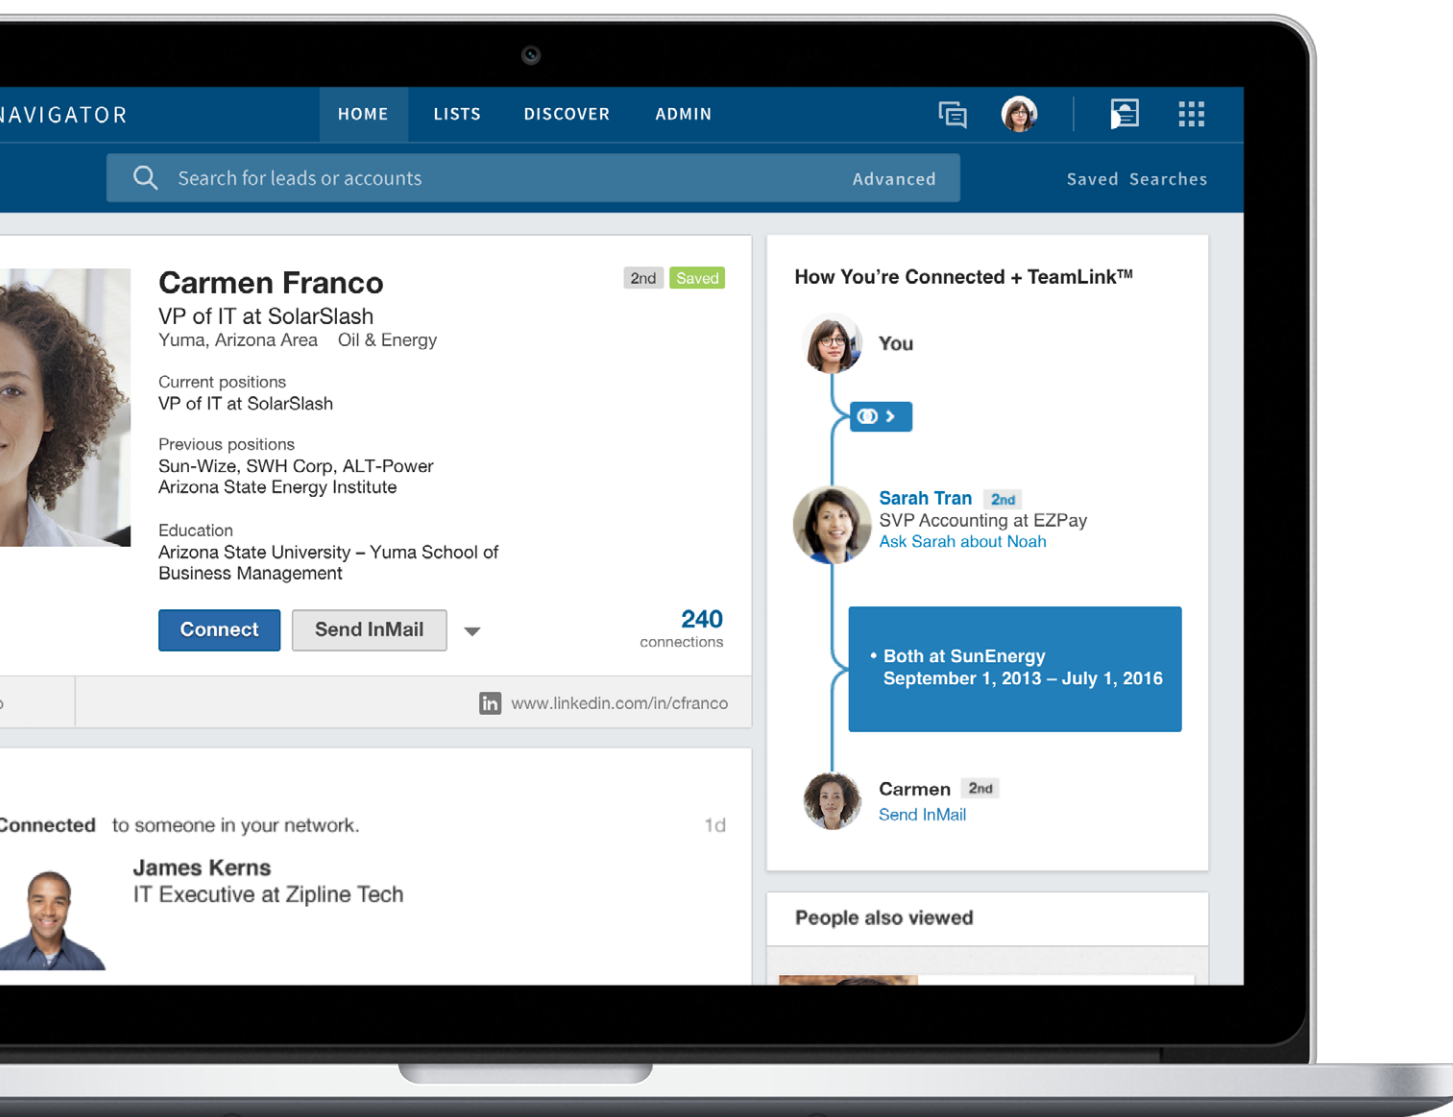 NAVIGATOR
HOME
LISTS
DISCOVER
ADMIN
Search for leads or accounts
Advanced
Saved Searches
Carmen Franco
2nd
Saved
VP of IT at SolarSlash
Yuma, Arizona Area Oil & Energy
Current positions
VP of IT at SolarSlash
Previous positions
Sun-Wize, SWH Corp, ALT-Power
Arizona State Energy Institute
Education
Arizona State University – Yuma School of
Business Management
Connect
Send InMail
240
connections
in
www.linkedin.com/in/cfranco
Connected to someone in your network.
1d
James Kerns
IT Executive at Zipline Tech
How You're Connected + TeamLink™
You
Sarah Tran 2nd
SVP Accounting at EZPay
Ask Sarah about Noah
• Both at SunEnergy
September 1, 2013 – July 1, 2016
Carmen 2nd
Send InMail
People also viewed